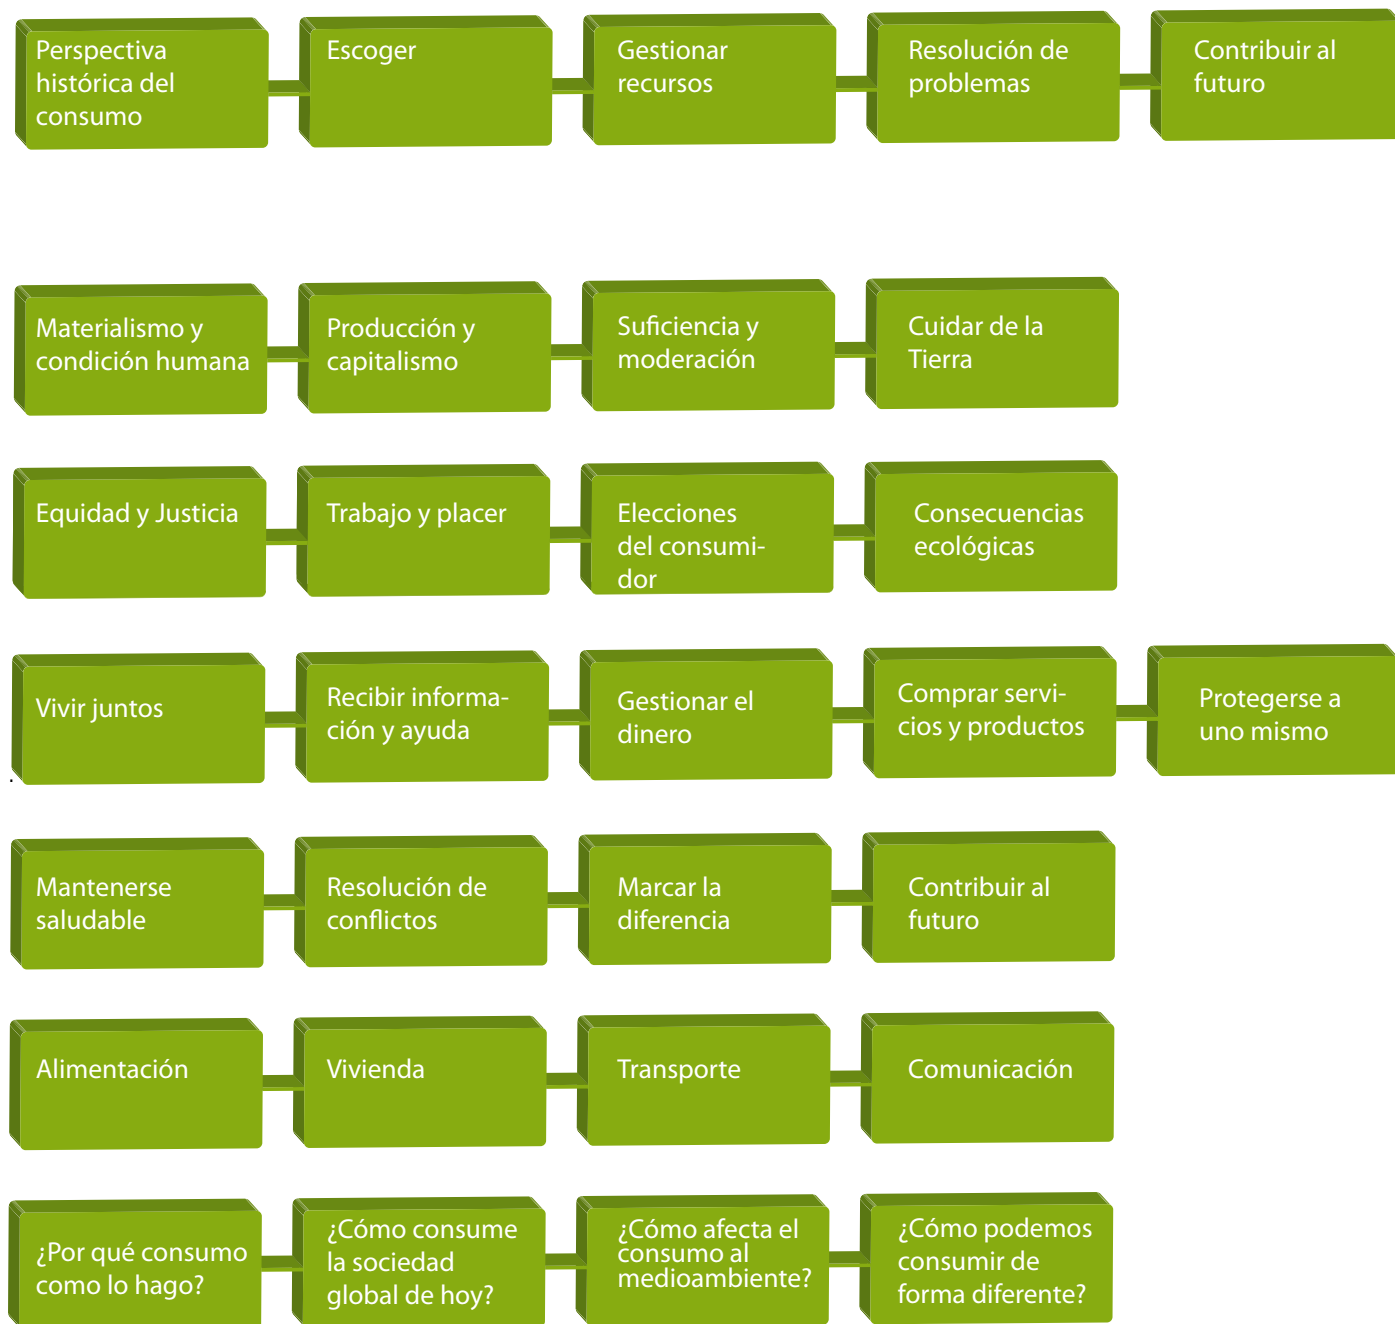 Perspectiva
histórica del
consumo
Escoger
Gestionar
recursos
Resolución de
problemas
Contribuir al
futuro
Materialismo y
condición humana
Producción y
capitalismo
Suficiencia y
moderación
Cuidar de la
Tierra
Equidad y Justicia
Trabajo y placer
Elecciones
del consumi-
dor
Consecuencias
ecológicas
Vivir juntos
Recibir informa-
ción y ayuda
Gestionar el
dinero
Comprar servi-
cios y productos
Protegerse a
uno mismo
.
Mantenerse
saludable
Resolución de
conflictos
Marcar la
diferencia
Contribuir al
futuro
Alimentación
Vivienda
Transporte
Comunicación
¿Por qué consumo
como lo hago?
¿Cómo consume
la sociedad
global de hoy?
¿Cómo afecta el
consumo al
medioambiente?
¿Cómo podemos
consumir de
forma diferente?